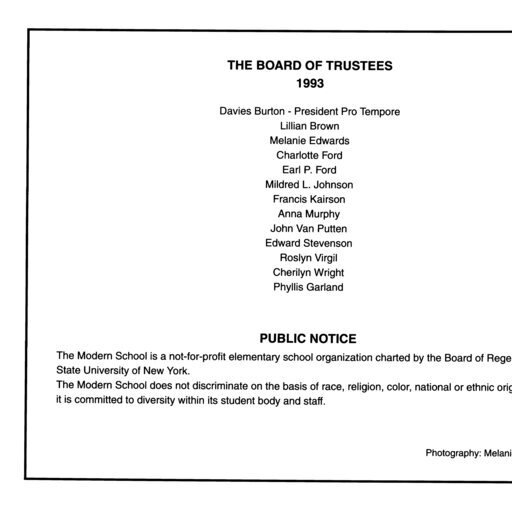 THE BOARD OF TRUSTEES
1993
Davies Burton - President Pro Tempore
Lillian Brown
Melanie Edwards
Charlotte Ford
Earl P. Ford
Mildred L. Johnson
Francis Kairson
Anna Murphy
John Van Putten
Edward Stevenson
Roslyn Virgil
Cherilyn Wright
Phyllis Garland
PUBLIC NOTICE
The Modern School is a not-for-profit elementary school organization charted by the Board of Rege
State University of New York.
The Modern School does not discriminate on the basis of race, religion, color, national or ethnic orig
it is committed to diversity within its student body and staff.
Photography: Melani